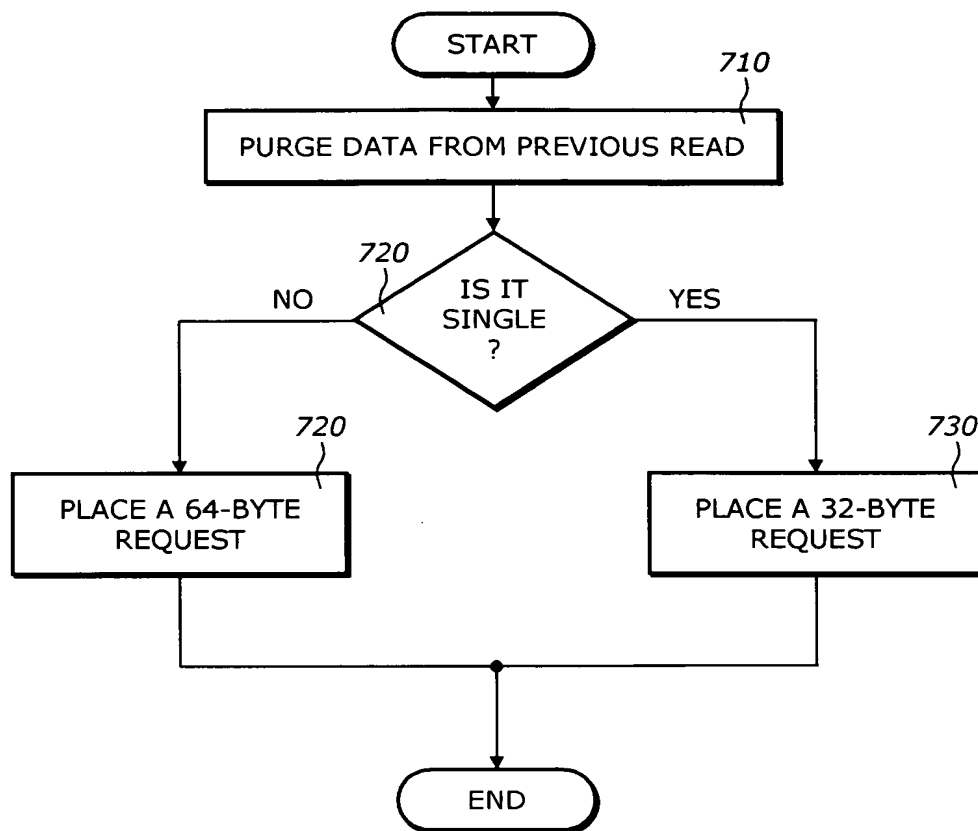 START
710
PURGE DATA FROM PREVIOUS READ
720
IS IT
SINGLE
?
NO
YES
720
PLACE A 64-BYTE
REQUEST
730
PLACE A 32-BYTE
REQUEST
END